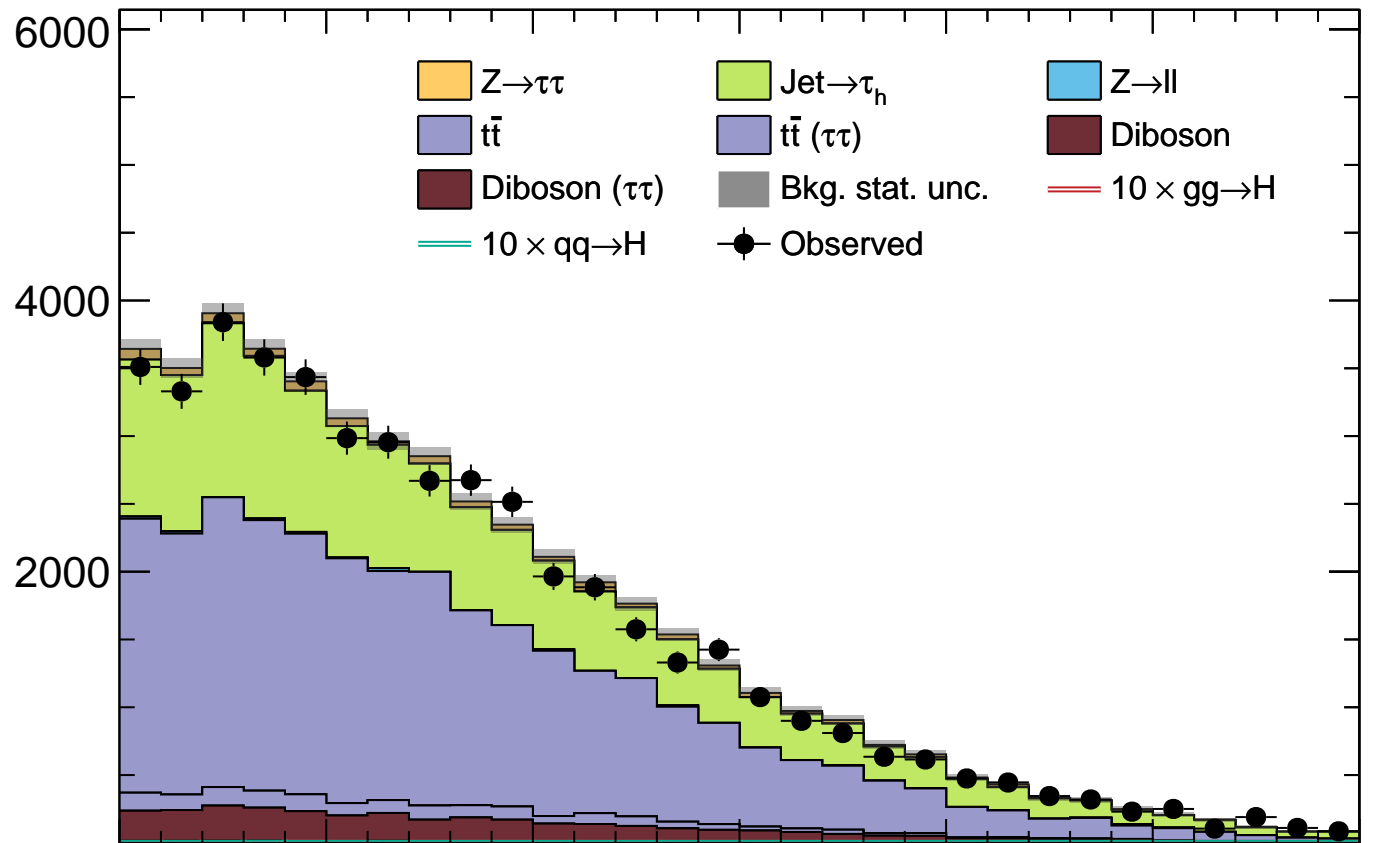 6000
Z→ττ Jet→τ_h Z→ll
tt̄ tt̄ (ττ) Diboson
Diboson (ττ) Bkg. stat. unc. 10 × gg→H
10 × qq→H Observed
4000
2000